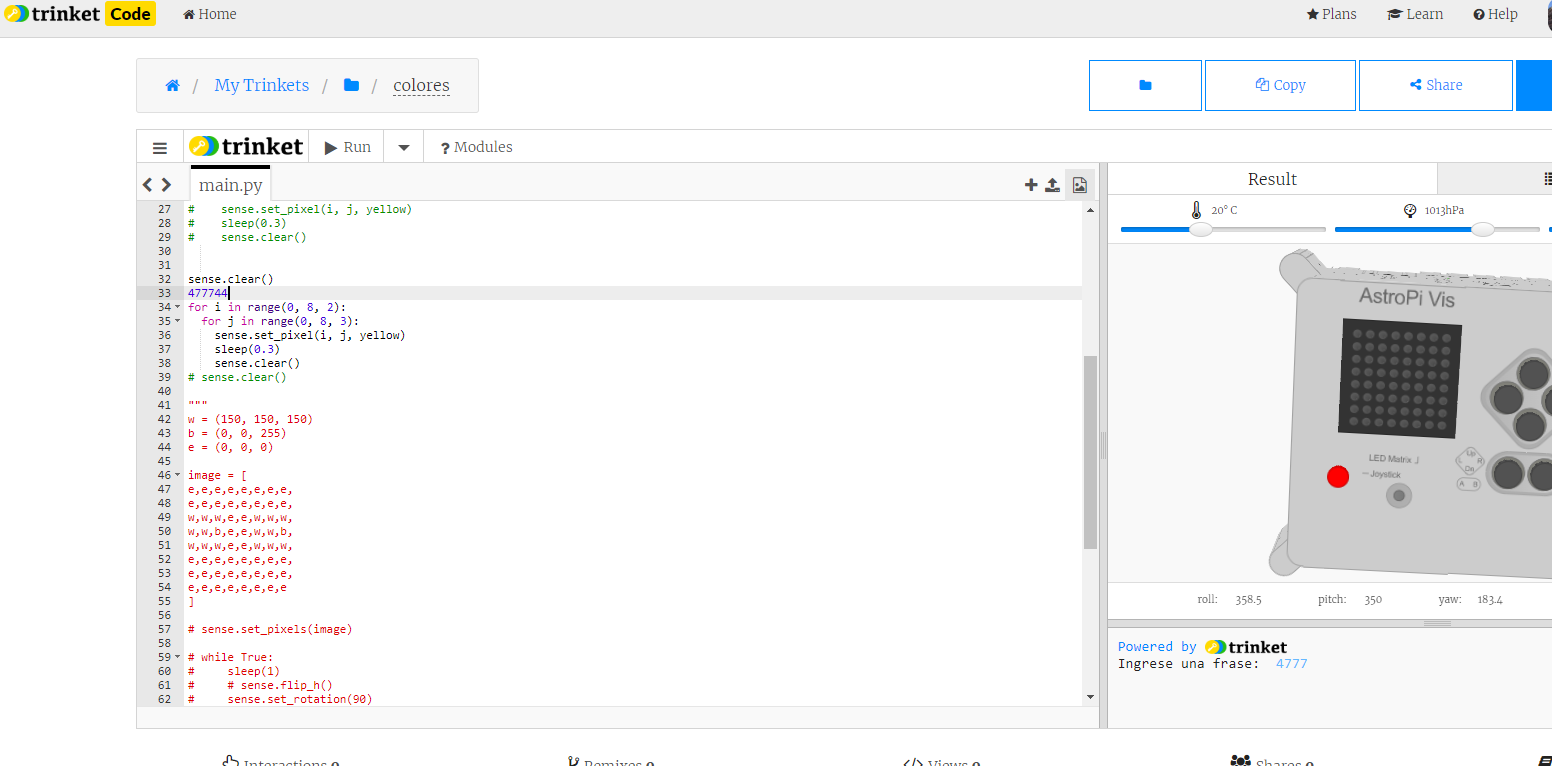 trinket Code Home Plans Learn Help
/ My Trinkets / / colores
Copy Share
trinket Run ? Modules
main.py
Result
20° C 1013hPa
27 #    sense.set_pixel(i, j, yellow)
28 #    sleep(0.3)
29 #    sense.clear()
30
31
32 sense.clear()
33 477744
34 for i in range(0, 8, 2):
35   for j in range(0, 8, 3):
36     sense.set_pixel(i, j, yellow)
37     sleep(0.3)
38     sense.clear()
39 # sense.clear()
40
41 """
42 w = (150, 150, 150)
43 b = (0, 0, 255)
44 e = (0, 0, 0)
45
46 image = [
47 e,e,e,e,e,e,e,e,
48 e,e,e,e,e,e,e,e,
49 w,w,w,e,e,w,w,w,
50 w,w,b,e,e,w,w,b,
51 w,w,w,e,e,w,w,w,
52 e,e,e,e,e,e,e,e,
53 e,e,e,e,e,e,e,e,
54 e,e,e,e,e,e,e,e
55 ]
56
57 # sense.set_pixels(image)
58
59 # while True:
60 #     sleep(1)
61 #     # sense.flip_h()
62 #     sense.set_rotation(90)
AstroPi Vis
LED Matrix
Joystick
Up
L R
Dn
A B
roll: 358.5 pitch: 350 yaw: 183.4
Powered by trinket
Ingrese una frase: 4777
Interactions 0 Remixes 0 Views 0 Shares 0